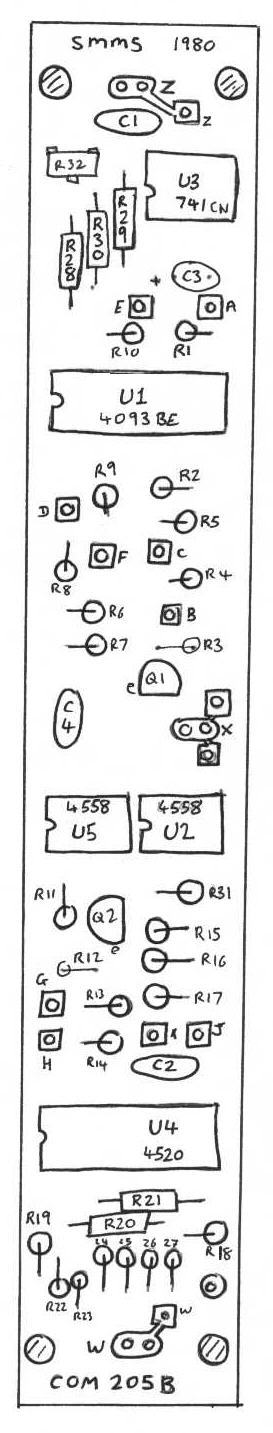 SMMS 1980
Z
C1
Z
R32
U3
741CN
R29
R30
R28
+ C3
E A
R10 R1
U1
4093BE
R9
R2
D
R5
F C
R8
R4
R6 B
R7 R3
e Q1
C4
X
4558 4558
U5 U2
R11
R31
Q2
R15
e
R12 R16
G
R13 R17
K J
H
R14
C2
U4
4520
R21
R19 R20
24 25 26 27 R18
R22
R23
W
W
COM 205B